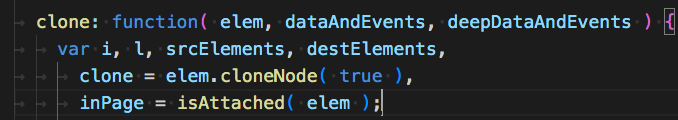 clone: function( elem, dataAndEvents, deepDataAndEvents ) {
var i, l, srcElements, destElements,
clone = elem.cloneNode( true ),
inPage = isAttached( elem );